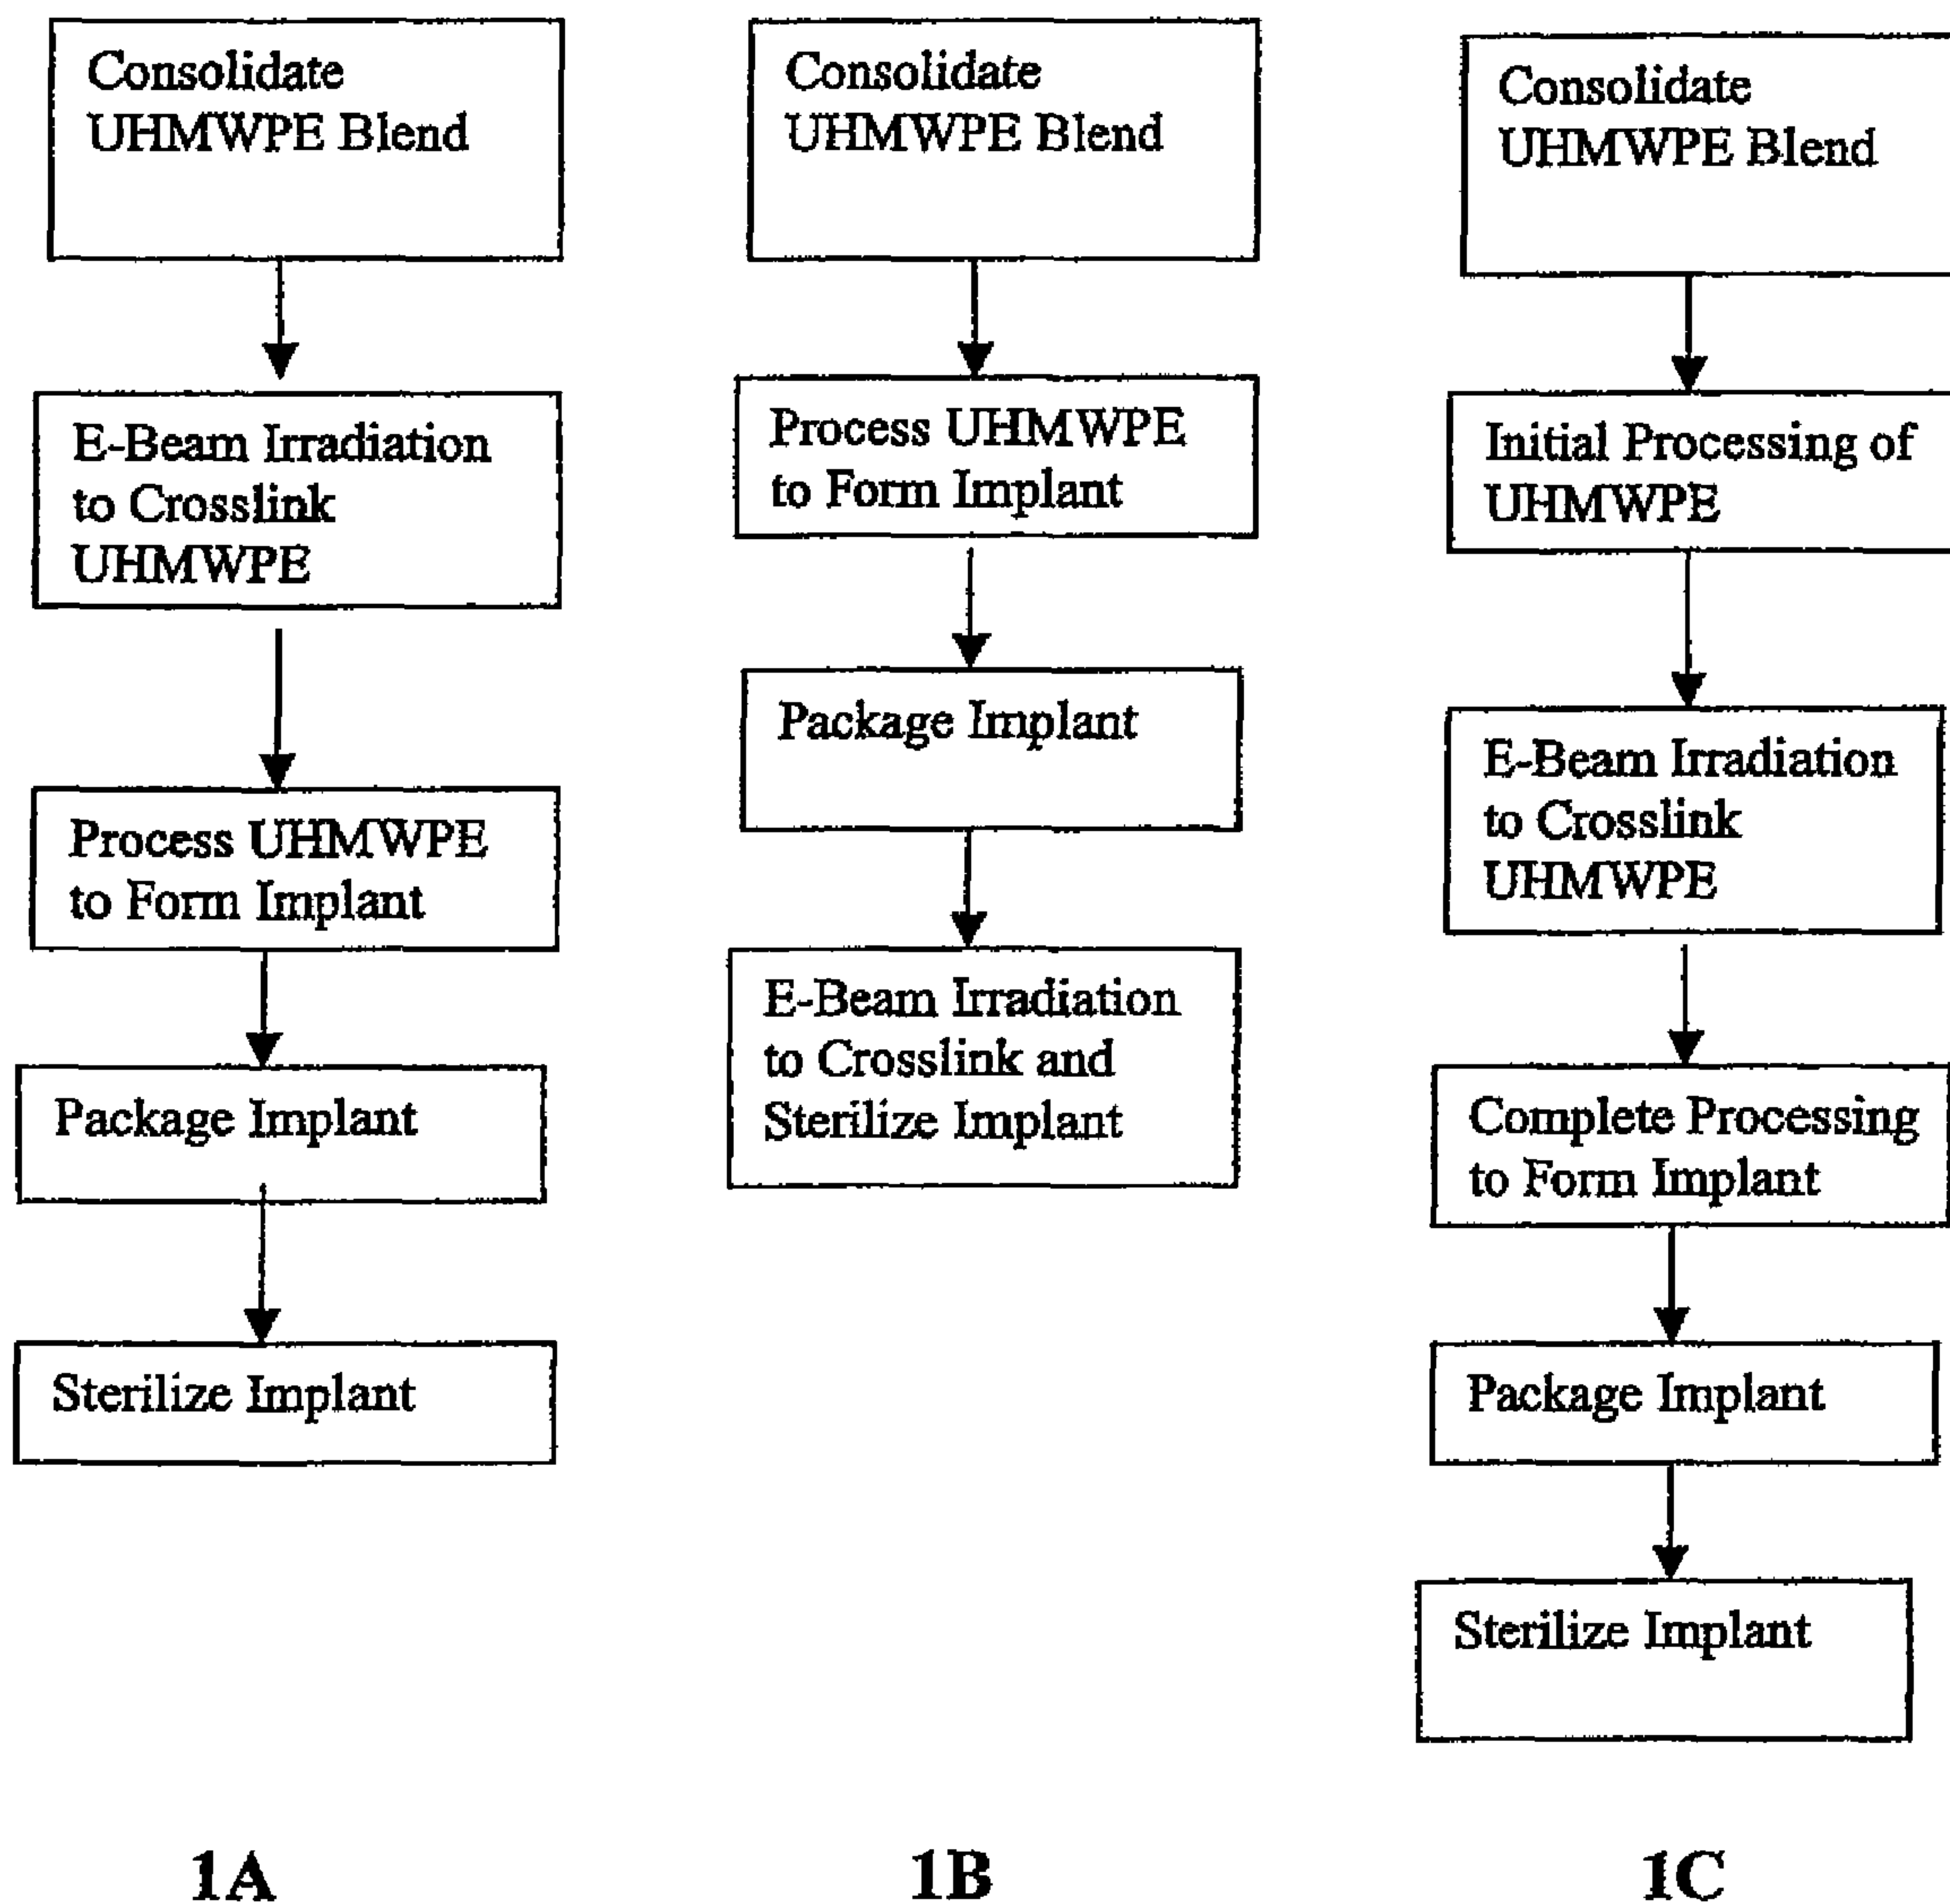 Consolidate
UHMWPE Blend
E-Beam Irradiation
to Crosslink
UHMWPE
Process UHMWPE
to Form Implant
Package Implant
Sterilize Implant
1A
Consolidate
UHMWPE Blend
Process UHMWPE
to Form Implant
Package Implant
E-Beam Irradiation
to Crosslink and
Sterilize Implant
1B
Consolidate
UHMWPE Blend
Initial Processing of
UHMWPE
E-Beam Irradiation
to Crosslink
UHMWPE
Complete Processing
to Form Implant
Package Implant
Sterilize Implant
1C